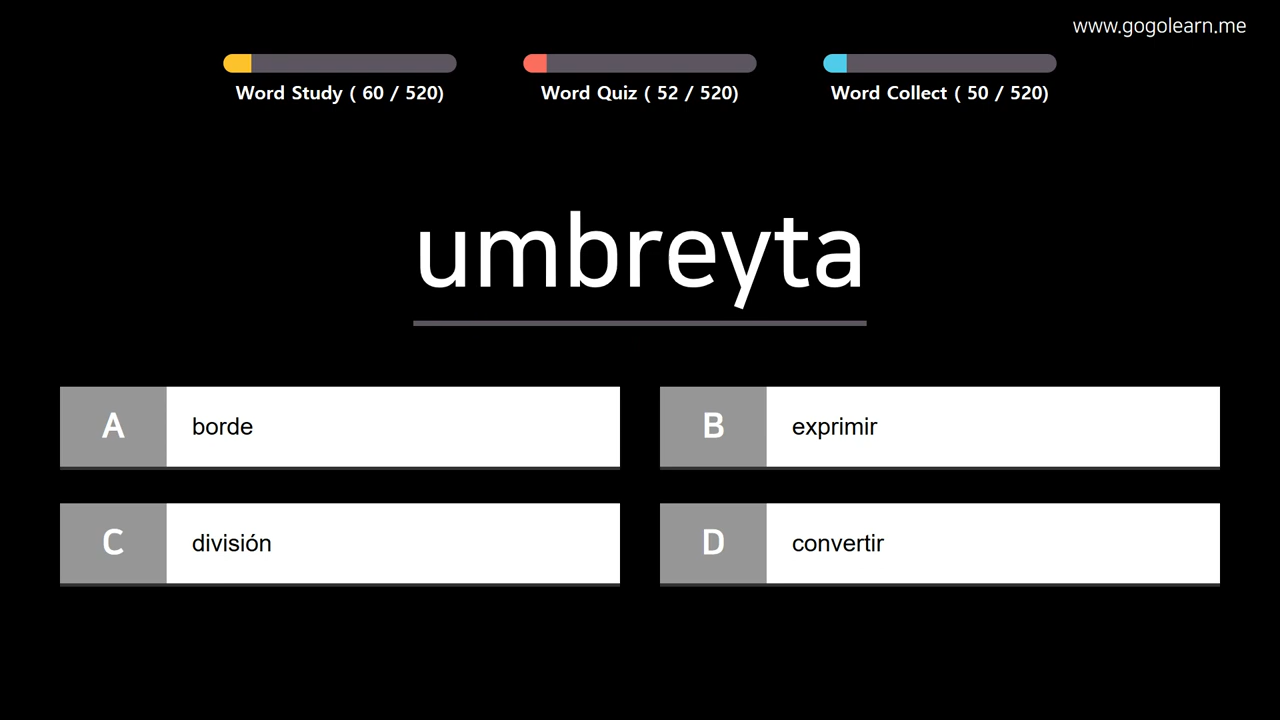 www.gogolearn.me
Word Study ( 60 / 520)
Word Quiz ( 52 / 520)
Word Collect ( 50 / 520)
umbreyta
A borde
B exprimir
C división
D convertir